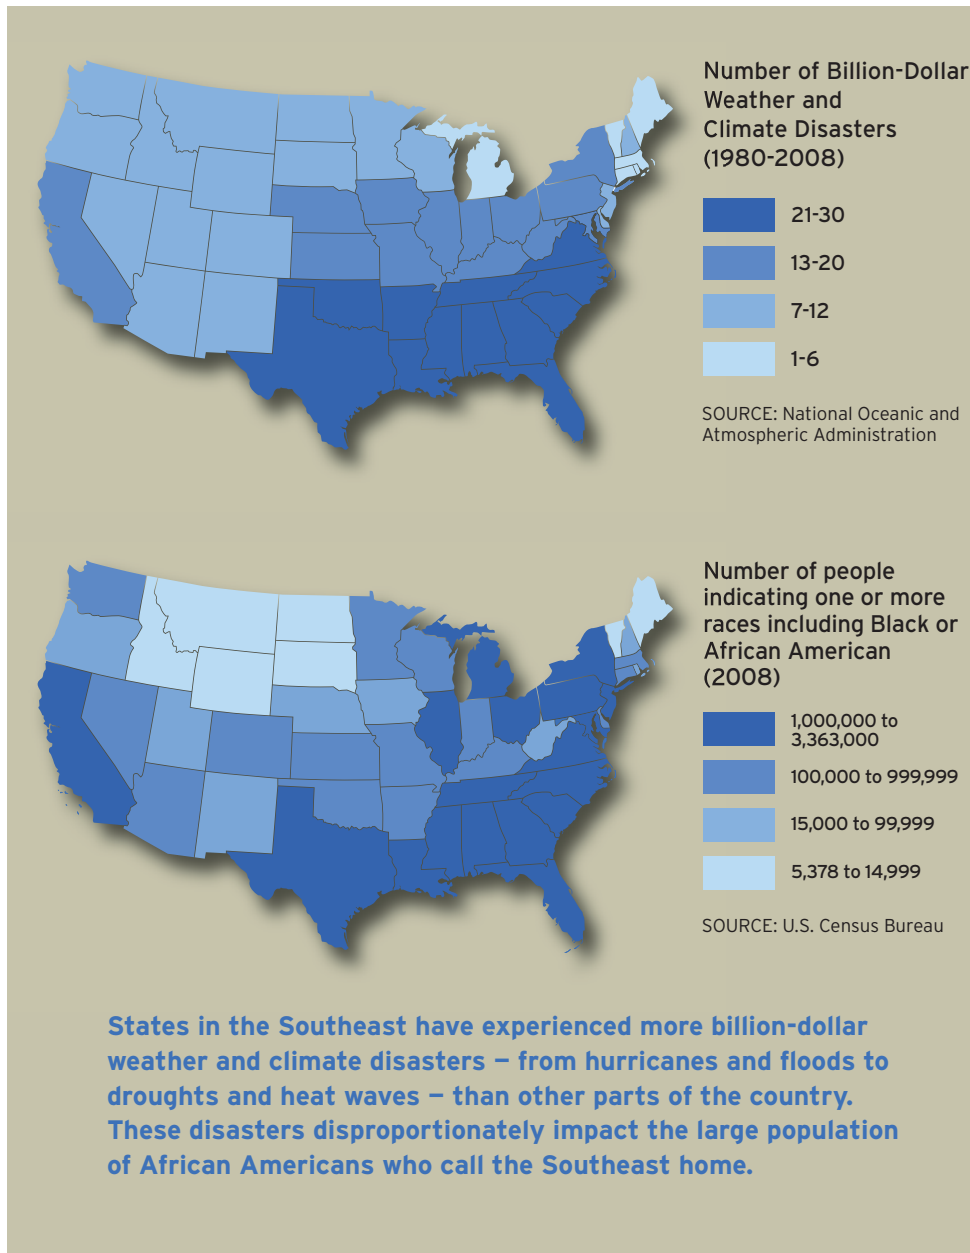 Number of Billion-Dollar
Weather and
Climate Disasters
(1980-2008)
21-30
13-20
7-12
1-6
SOURCE: National Oceanic and
Atmospheric Administration
Number of people
indicating one or more
races including Black or
African American
(2008)
1,000,000 to
3,363,000
100,000 to 999,999
15,000 to 99,999
5,378 to 14,999
SOURCE: U.S. Census Bureau
States in the Southeast have experienced more billion-dollar
weather and climate disasters – from hurricanes and floods to
droughts and heat waves – than other parts of the country.
These disasters disproportionately impact the large population
of African Americans who call the Southeast home.